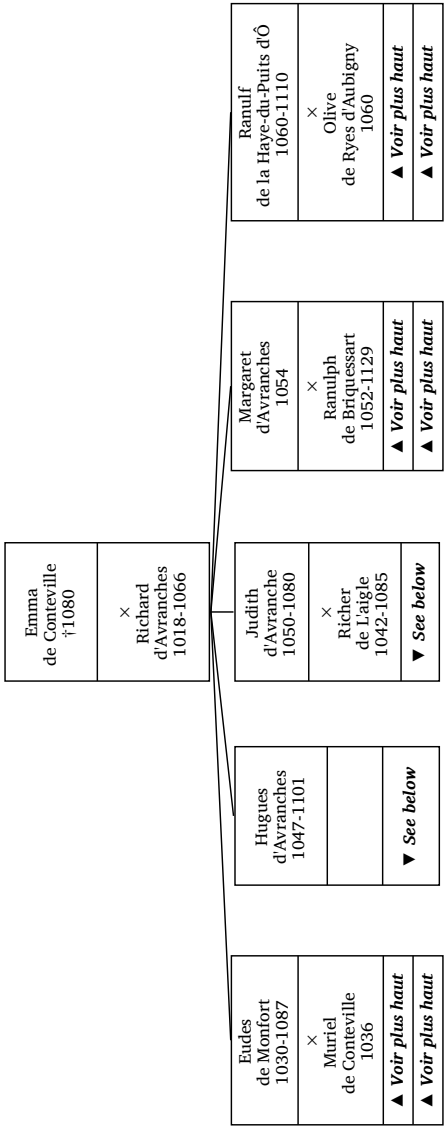 Emma
de Conteville
†1080
×
Richard
d'Avranches
1018-1066
Eudes
de Monfort
1030-1087
×
Muriel
de Conteville
1036
▲ Voir plus haut
▲ Voir plus haut
Hugues
d'Avranches
1047-1101
▼ See below
Judith
d'Avranche
1050-1080
×
Richer
de L'aigle
1042-1085
▼ See below
Margaret
d'Avranches
1054
×
Ranulph
de Briquessart
1052-1129
▲ Voir plus haut
▲ Voir plus haut
Ranulf
de la Haye-du-Puits d'Ô
1060-1110
×
Olive
de Ryes d'Aubigny
1060
▲ Voir plus haut
▲ Voir plus haut